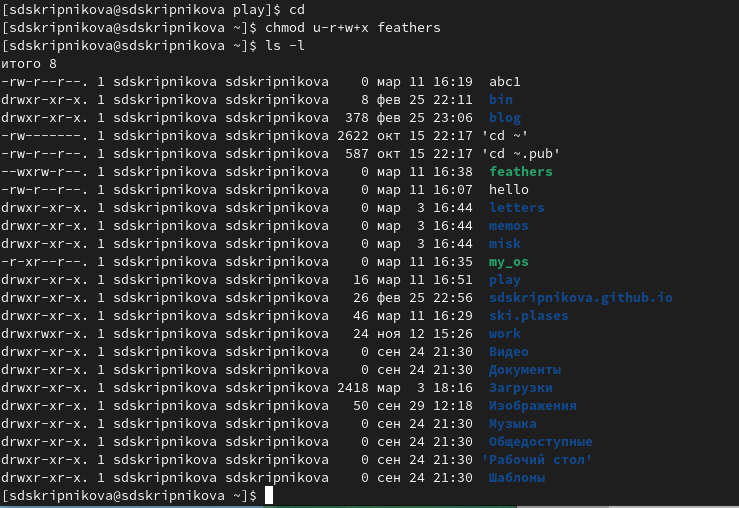 [sdskripnikova@sdskripnikova play]$ cd
[sdskripnikova@sdskripnikova ~]$ chmod u-r+w+x feathers
[sdskripnikova@sdskripnikova ~]$ ls -l
итого 8
-rw-r--r--. 1 sdskripnikova sdskripnikova    0 мар 11 16:19  abc1
drwxr-xr-x. 1 sdskripnikova sdskripnikova    8 фев 25 22:11  bin
drwxr-xr-x. 1 sdskripnikova sdskripnikova  378 фев 25 23:06  blog
-rw-------. 1 sdskripnikova sdskripnikova 2622 окт 15 22:17 'cd ~'
-rw-r--r--. 1 sdskripnikova sdskripnikova  587 окт 15 22:17 'cd ~.pub'
--wxrw-r--. 1 sdskripnikova sdskripnikova    0 мар 11 16:38  feathers
-rw-r--r--. 1 sdskripnikova sdskripnikova    0 мар 11 16:07  hello
drwxr-xr-x. 1 sdskripnikova sdskripnikova    0 мар  3 16:44  letters
drwxr-xr-x. 1 sdskripnikova sdskripnikova    0 мар  3 16:44  memos
drwxr-xr-x. 1 sdskripnikova sdskripnikova    0 мар  3 16:44  misk
-r-xr--r--. 1 sdskripnikova sdskripnikova    0 мар 11 16:35  my_os
drwxr-xr-x. 1 sdskripnikova sdskripnikova   16 мар 11 16:51  play
drwxr-xr-x. 1 sdskripnikova sdskripnikova   26 фев 25 22:56  sdskripnikova.github.io
drwxr-xr-x. 1 sdskripnikova sdskripnikova   46 мар 11 16:29  ski.plases
drwxrwxr-x. 1 sdskripnikova sdskripnikova   24 ноя 12 15:26  work
drwxr-xr-x. 1 sdskripnikova sdskripnikova    0 сен 24 21:30  Видео
drwxr-xr-x. 1 sdskripnikova sdskripnikova    0 сен 24 21:30  Документы
drwxr-xr-x. 1 sdskripnikova sdskripnikova 2418 мар  3 18:16  Загрузки
drwxr-xr-x. 1 sdskripnikova sdskripnikova   50 сен 29 12:18  Изображения
drwxr-xr-x. 1 sdskripnikova sdskripnikova    0 сен 24 21:30  Музыка
drwxr-xr-x. 1 sdskripnikova sdskripnikova    0 сен 24 21:30  Общедоступные
drwxr-xr-x. 1 sdskripnikova sdskripnikova    0 сен 24 21:30 'Рабочий стол'
drwxr-xr-x. 1 sdskripnikova sdskripnikova    0 сен 24 21:30  Шаблоны
[sdskripnikova@sdskripnikova ~]$